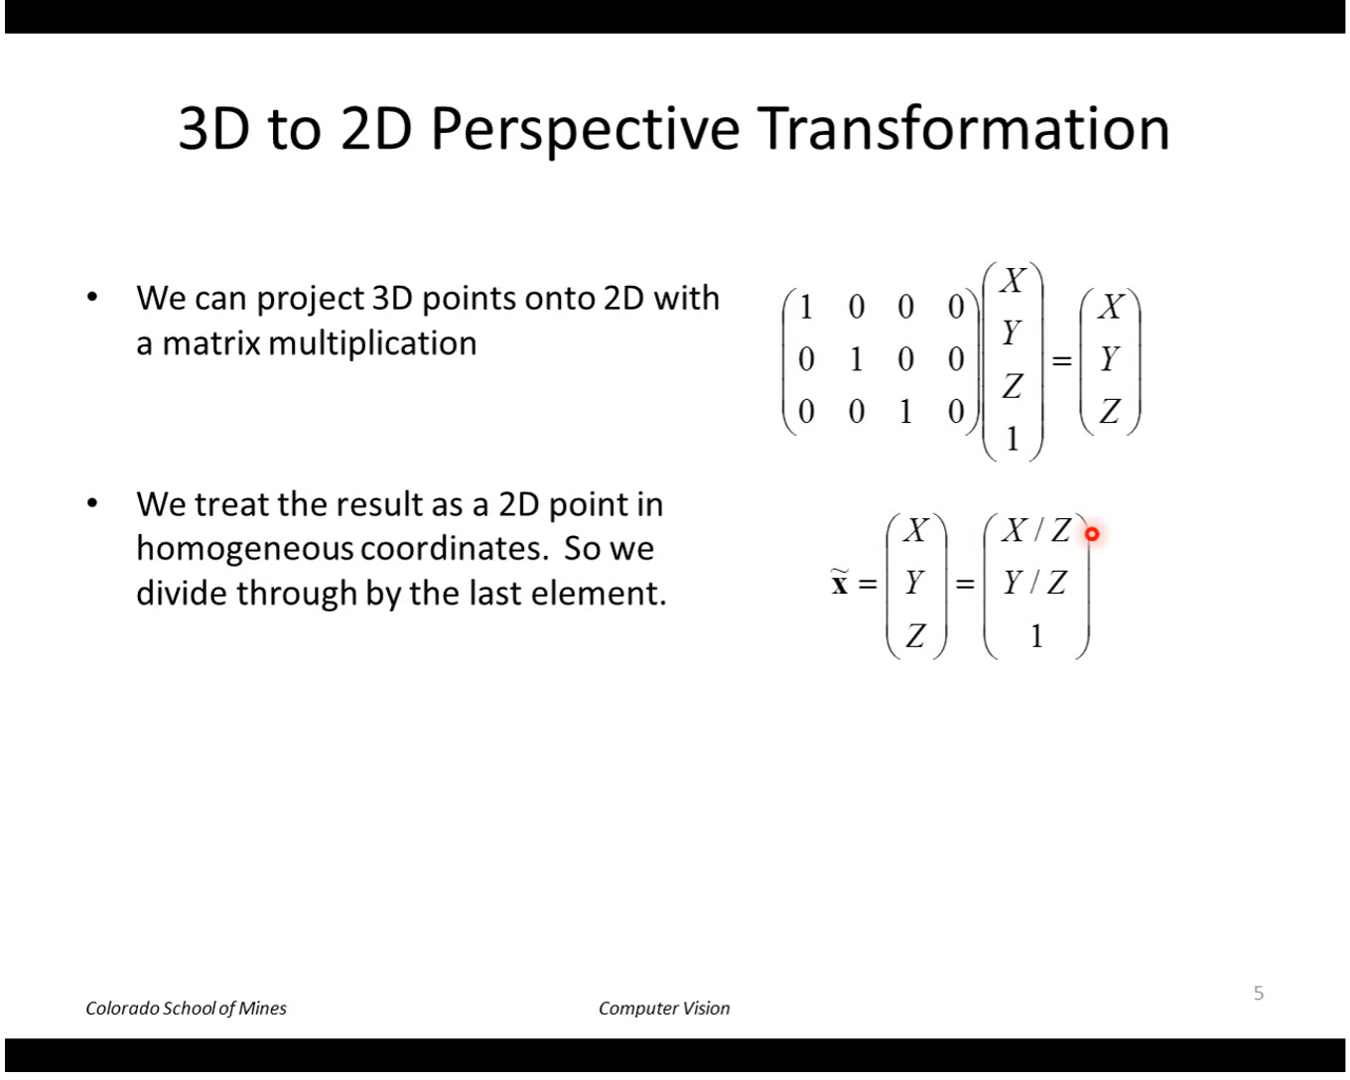 3D to 2D Perspective Transformation
• We can project 3D points onto 2D with
a matrix multiplication
(1 0 0 0
0 1 0 0
0 0 1 0) (X
Y
Z
1) = (X
Y
Z)
• We treat the result as a 2D point in
homogeneous coordinates. So we
divide through by the last element.
x̃ = (X
Y
Z) = (X / Z
Y / Z
1)
Colorado School of Mines
Computer Vision
5